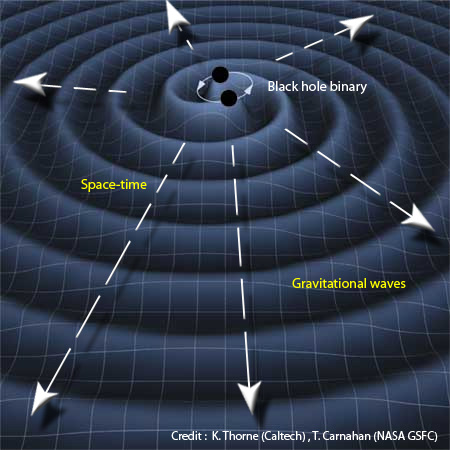 Black hole binary
Space-time
Gravitational waves
Credit : K. Thorne (Caltech) , T. Carnahan (NASA GSFC)